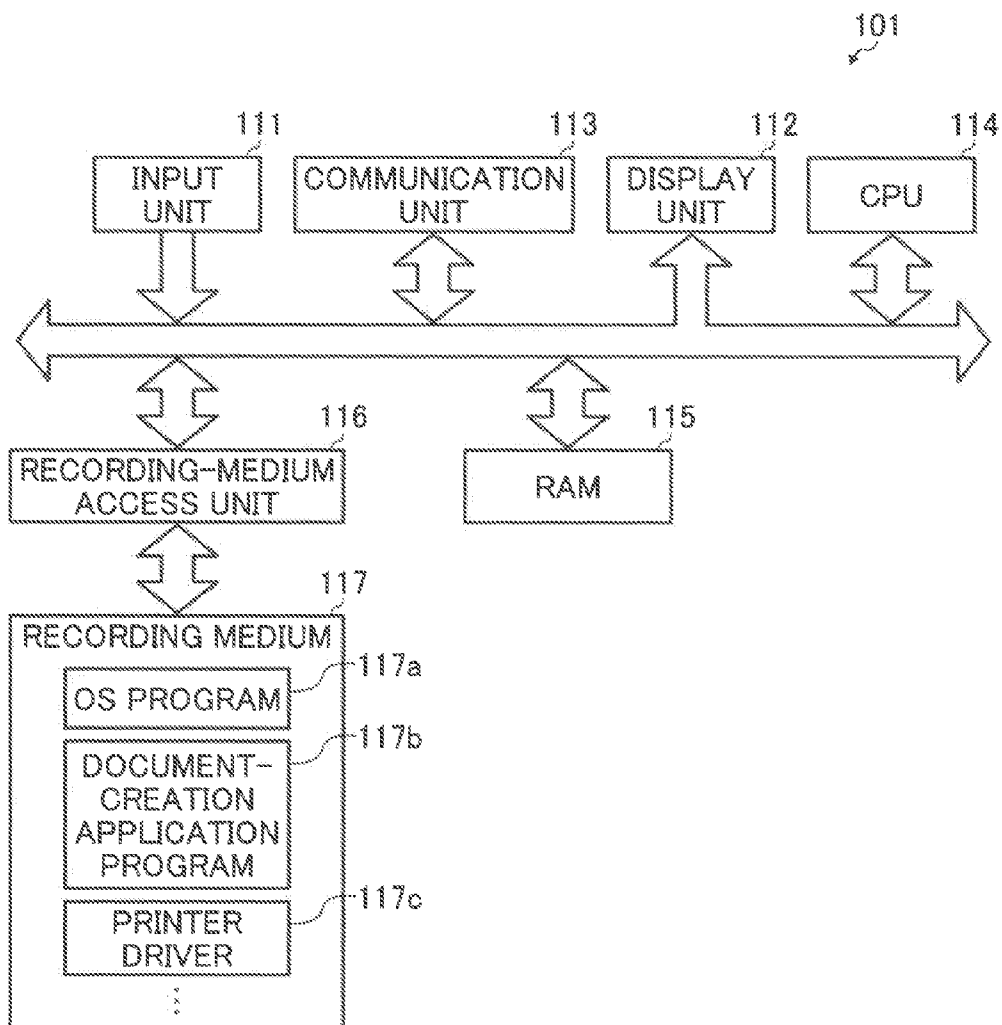 101
111
113
112
114
INPUT
UNIT
COMMUNICATION
UNIT
DISPLAY
UNIT
CPU
116
115
RECORDING-MEDIUM
ACCESS UNIT
RAM
117
RECORDING MEDIUM
117a
OS PROGRAM
117b
DOCUMENT-
CREATION
APPLICATION
PROGRAM
117c
PRINTER
DRIVER